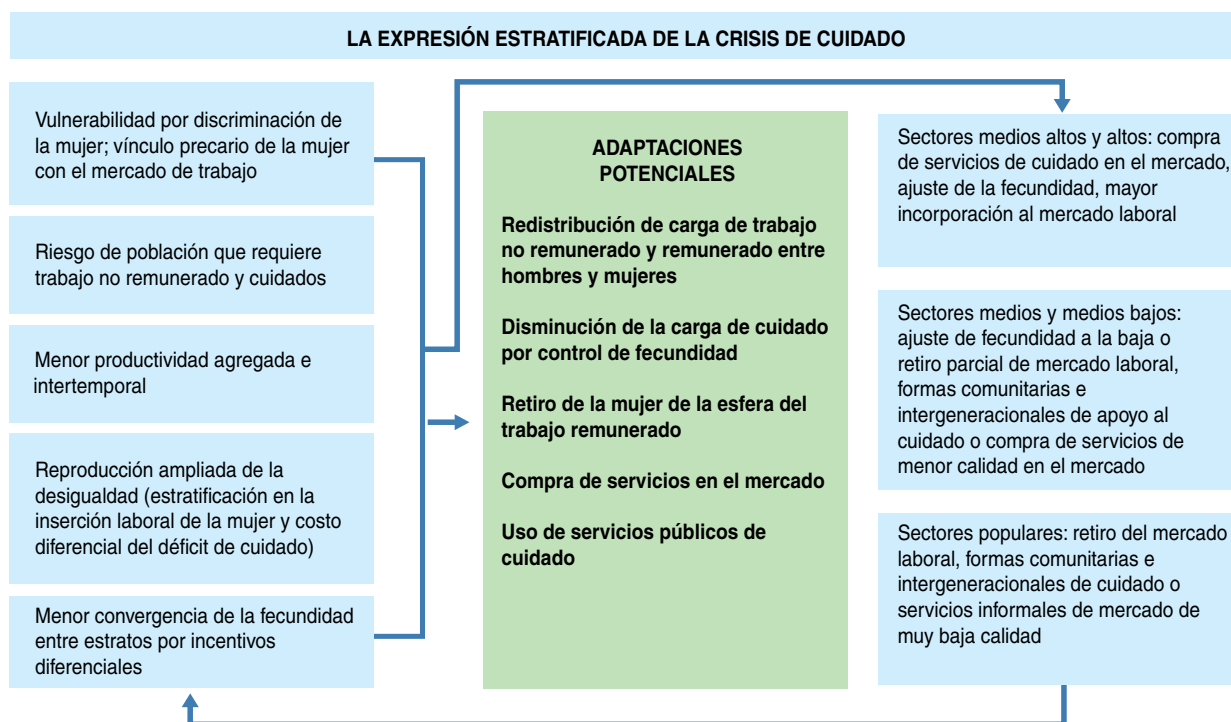 LA EXPRESIÓN ESTRATIFICADA DE LA CRISIS DE CUIDADO
Vulnerabilidad por discriminación de
la mujer; vínculo precario de la mujer
con el mercado de trabajo
Riesgo de población que requiere
trabajo no remunerado y cuidados
Menor productividad agregada e
intertemporal
Reproducción ampliada de la
desigualdad (estratificación en la
inserción laboral de la mujer y costo
diferencial del déficit de cuidado)
Menor convergencia de la fecundidad
entre estratos por incentivos
diferenciales
ADAPTACIONES
POTENCIALES
Redistribución de carga de trabajo
no remunerado y remunerado entre
hombres y mujeres
Disminución de la carga de cuidado
por control de fecundidad
Retiro de la mujer de la esfera del
trabajo remunerado
Compra de servicios en el mercado
Uso de servicios públicos de
cuidado
Sectores medios altos y altos: compra
de servicios de cuidado en el mercado,
ajuste de la fecundidad, mayor
incorporación al mercado laboral
Sectores medios y medios bajos:
ajuste de fecundidad a la baja o
retiro parcial de mercado laboral,
formas comunitarias e
intergeneracionales de apoyo al
cuidado o compra de servicios de
menor calidad en el mercado
Sectores populares: retiro del mercado
laboral, formas comunitarias e
intergeneracionales de cuidado o
servicios informales de mercado de
muy baja calidad